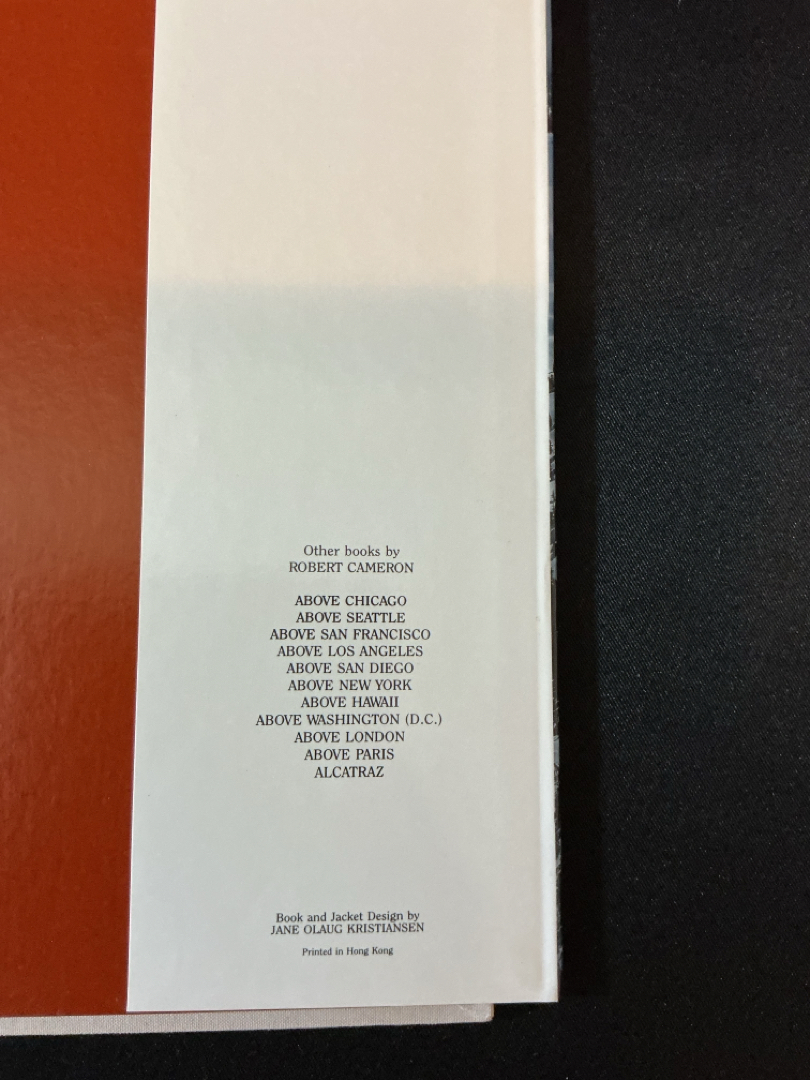 Other books by
ROBERT CAMERON
ABOVE CHICAGO
ABOVE SEATTLE
ABOVE SAN FRANCISCO
ABOVE LOS ANGELES
ABOVE SAN DIEGO
ABOVE NEW YORK
ABOVE HAWAII
ABOVE WASHINGTON (D.C.)
ABOVE LONDON
ABOVE PARIS
ALCATRAZ
Book and Jacket Design by
JANE OLAUG KRISTIANSEN
Printed in Hong Kong